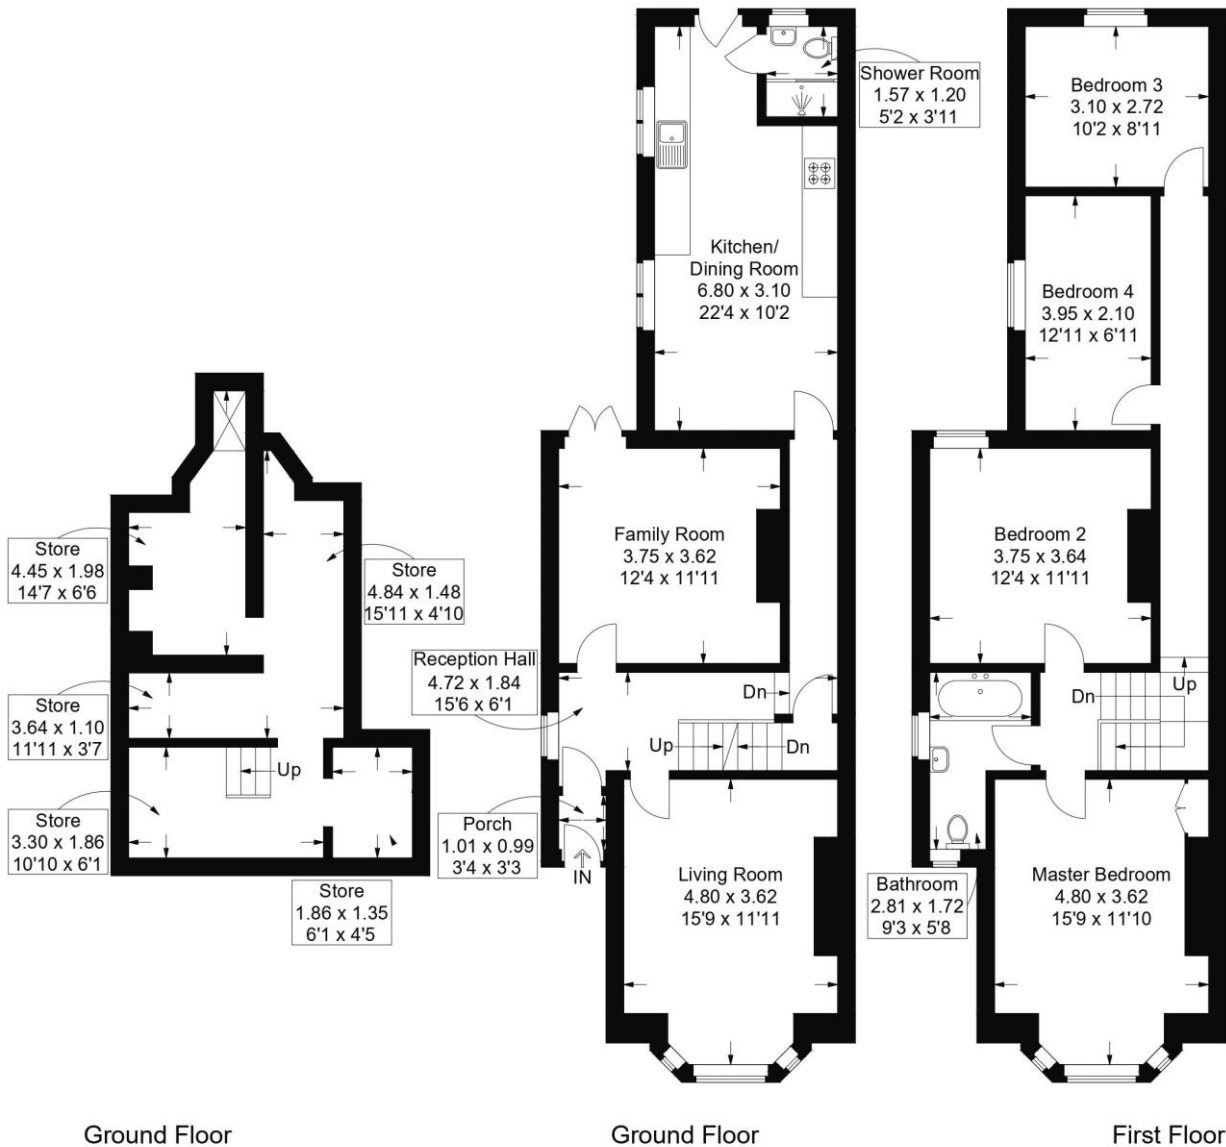 Store
4.45 x 1.98
14'7 x 6'6
Store
4.84 x 1.48
15'11 x 4'10
Store
3.64 x 1.10
11'11 x 3'7
Up
Store
3.30 x 1.86
10'10 x 6'1
Store
1.86 x 1.35
6'1 x 4'5
Ground Floor
Shower Room
1.57 x 1.20
5'2 x 3'11
Kitchen/
Dining Room
6.80 x 3.10
22'4 x 10'2
Family Room
3.75 x 3.62
12'4 x 11'11
Reception Hall
4.72 x 1.84
15'6 x 6'1
Dn
Up
Dn
Porch
1.01 x 0.99
3'4 x 3'3
IN
Living Room
4.80 x 3.62
15'9 x 11'11
Ground Floor
Bedroom 3
3.10 x 2.72
10'2 x 8'11
Bedroom 4
3.95 x 2.10
12'11 x 6'11
Bedroom 2
3.75 x 3.64
12'4 x 11'11
Up
Dn
Bathroom
2.81 x 1.72
9'3 x 5'8
Master Bedroom
4.80 x 3.62
15'9 x 11'10
First Floor